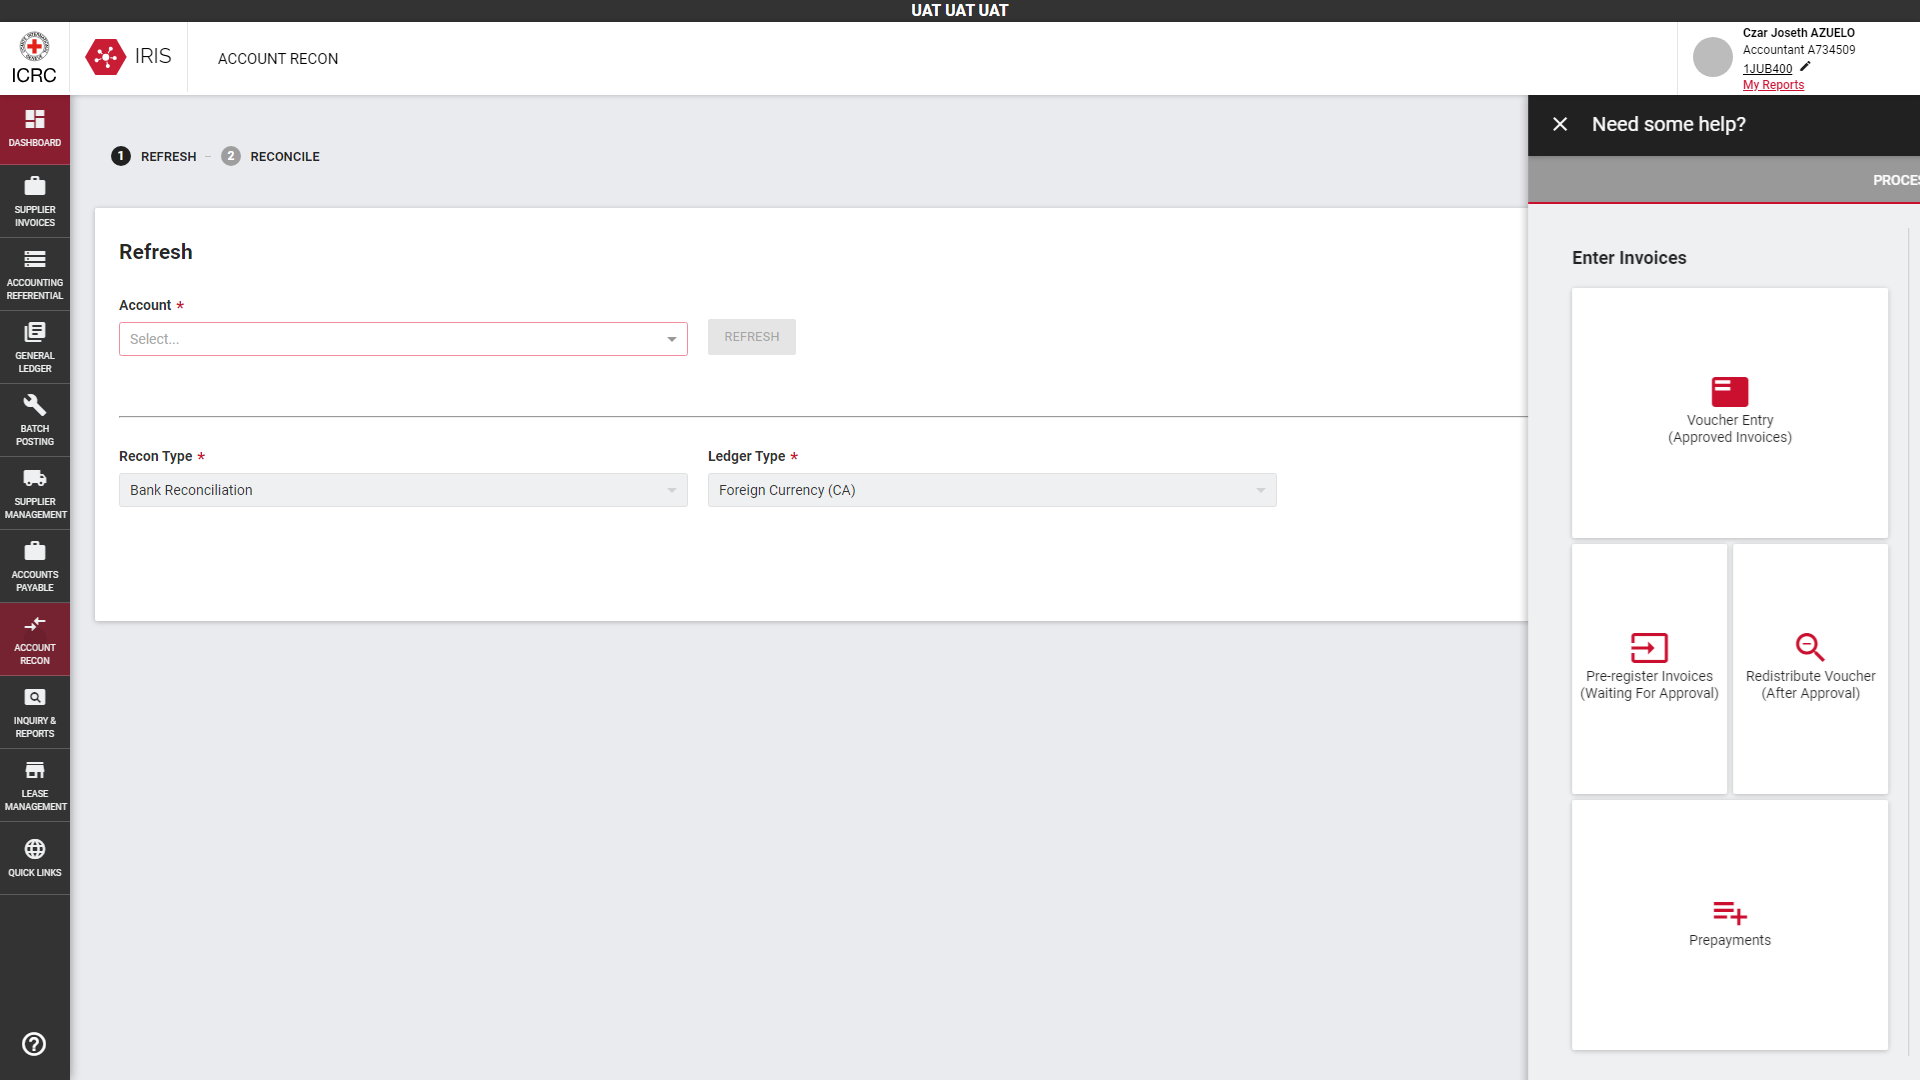 UAT UAT UAT
ICRC
IRIS
ACCOUNT RECON
Czar Joseth AZUELO
Accountant A734509
1JUB400
My Reports
DASHBOARD
SUPPLIER
INVOICES
ACCOUNTING
REFERENTIAL
GENERAL
LEDGER
BATCH
POSTING
SUPPLIER
MANAGEMENT
ACCOUNTS
PAYABLE
ACCOUNT
RECON
INQUIRY &
REPORTS
LEASE
MANAGEMENT
QUICK LINKS
1 REFRESH – 2 RECONCILE
Refresh
Account *
Select...
REFRESH
Recon Type *
Ledger Type *
Bank Reconciliation
Foreign Currency (CA)
Need some help?
PROCES
Enter Invoices
Voucher Entry
(Approved Invoices)
Pre-register Invoices
(Waiting For Approval)
Redistribute Voucher
(After Approval)
Prepayments